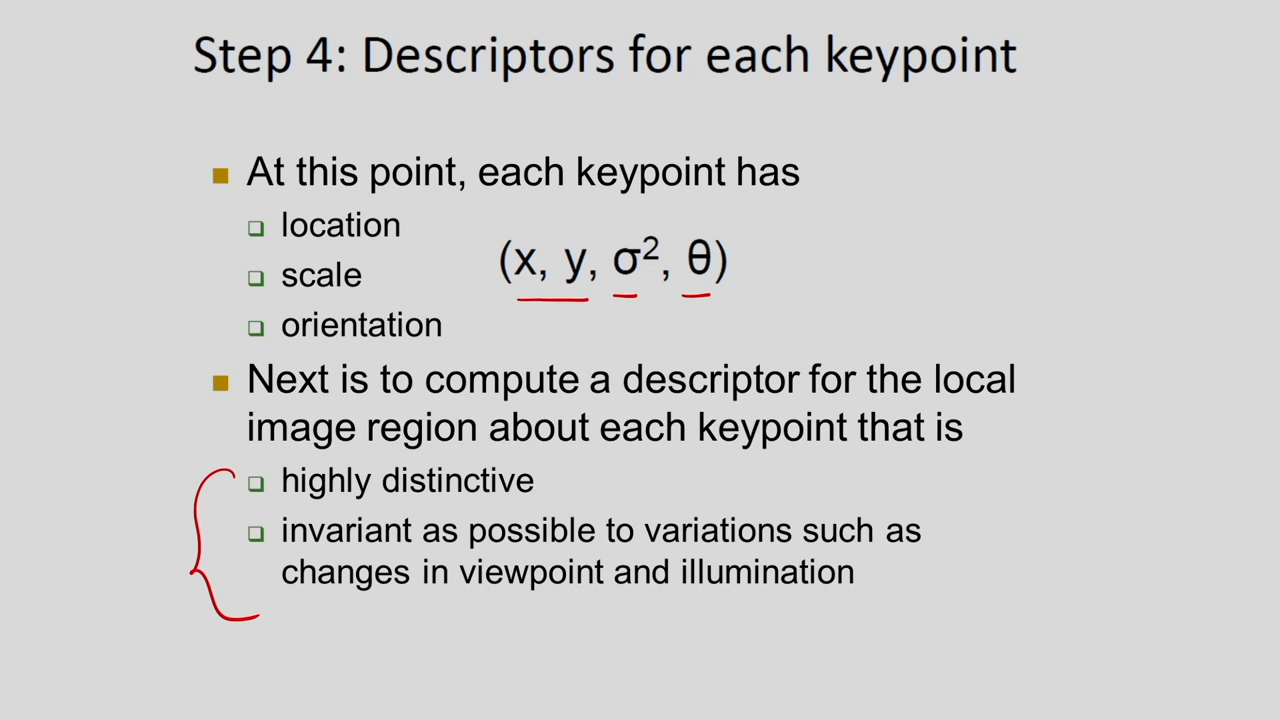 Step 4: Descriptors for each keypoint
At this point, each keypoint has
location
scale
orientation
(x, y, σ², θ)
Next is to compute a descriptor for the local
image region about each keypoint that is
highly distinctive
invariant as possible to variations such as
changes in viewpoint and illumination